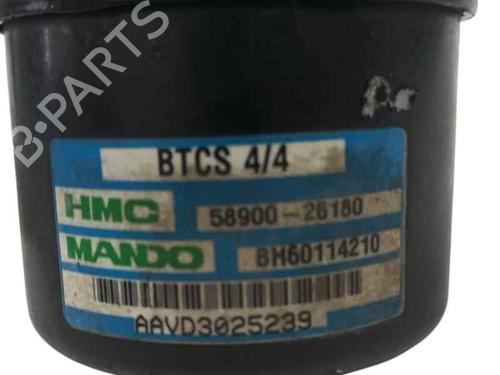 B-PARTS
BTCS 4/4
HMC 58900-26180
MANDO BH60114210
AAVD3025239